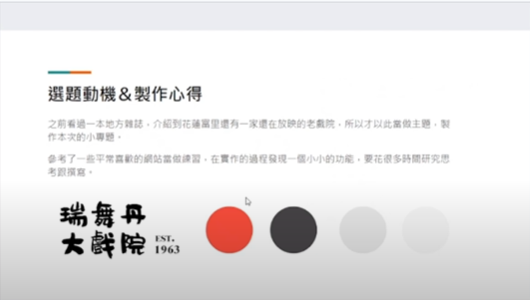 選題動機&製作心得
之前看過一本地方雜誌，介紹到花蓮富里還有一家還在放映的老戲院，所以才以此當做主題，製
作本次的小專題。
參考了一些平常喜歡的網站當做練習，在實作的過程發現一個小小的功能，要花很多時間研究思
考跟撰寫。
瑞舞丹
大戲院 EST. 1963